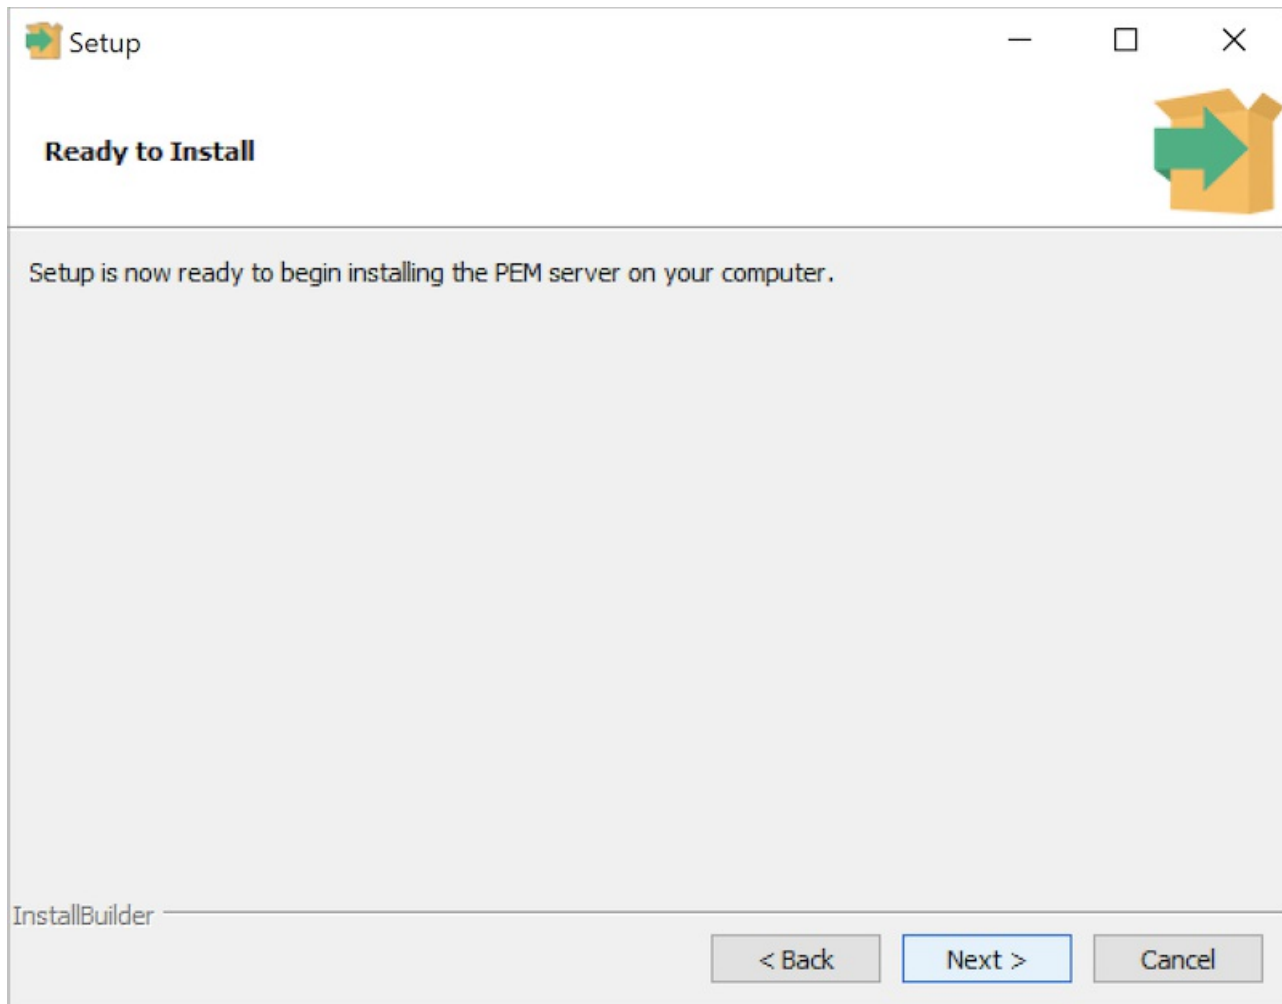 Setup
Ready to Install
Setup is now ready to begin installing the PEM server on your computer.
InstallBuilder
< Back
Next >
Cancel